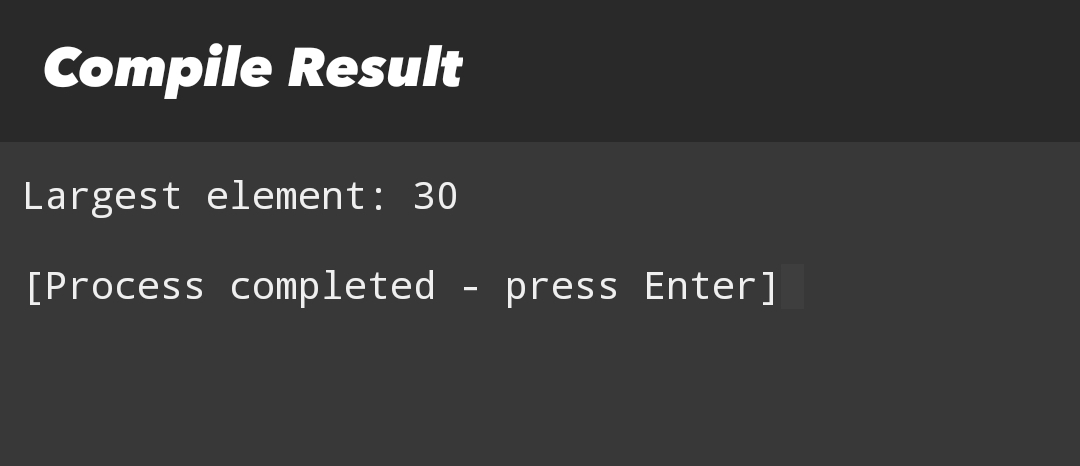 Compile Result
Largest element: 30
[Process completed - press Enter]